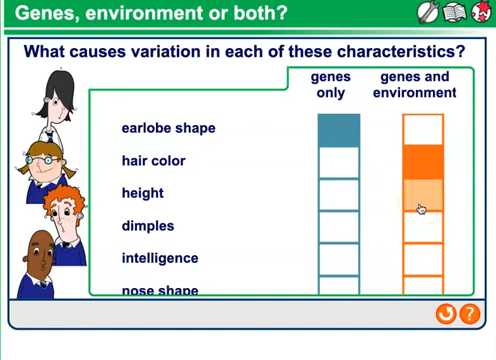 Genes, environment or both?
What causes variation in each of these characteristics?
genes only
genes and environment
earlobe shape
hair color
height
dimples
intelligence
nose shape
?